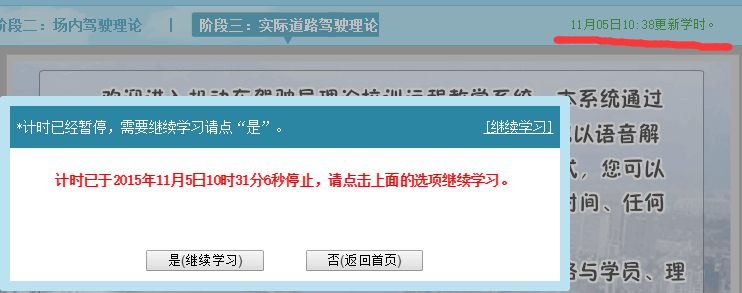 阶段二：场内驾驶理论 | 阶段三：实际道路驾驶理论
11月05日10:38更新学时。
欢迎进入机动车驾驶员理论培训远程教学系统，本系统通过
以语音解
式，您可以
时间、任何
*计时已经暂停，需要继续学习请点“是”。 [继续学习]
计时已于2015年11月5日10时31分6秒停止，请点击上面的选项继续学习。
是(继续学习) 否(返回首页)
与学员、理